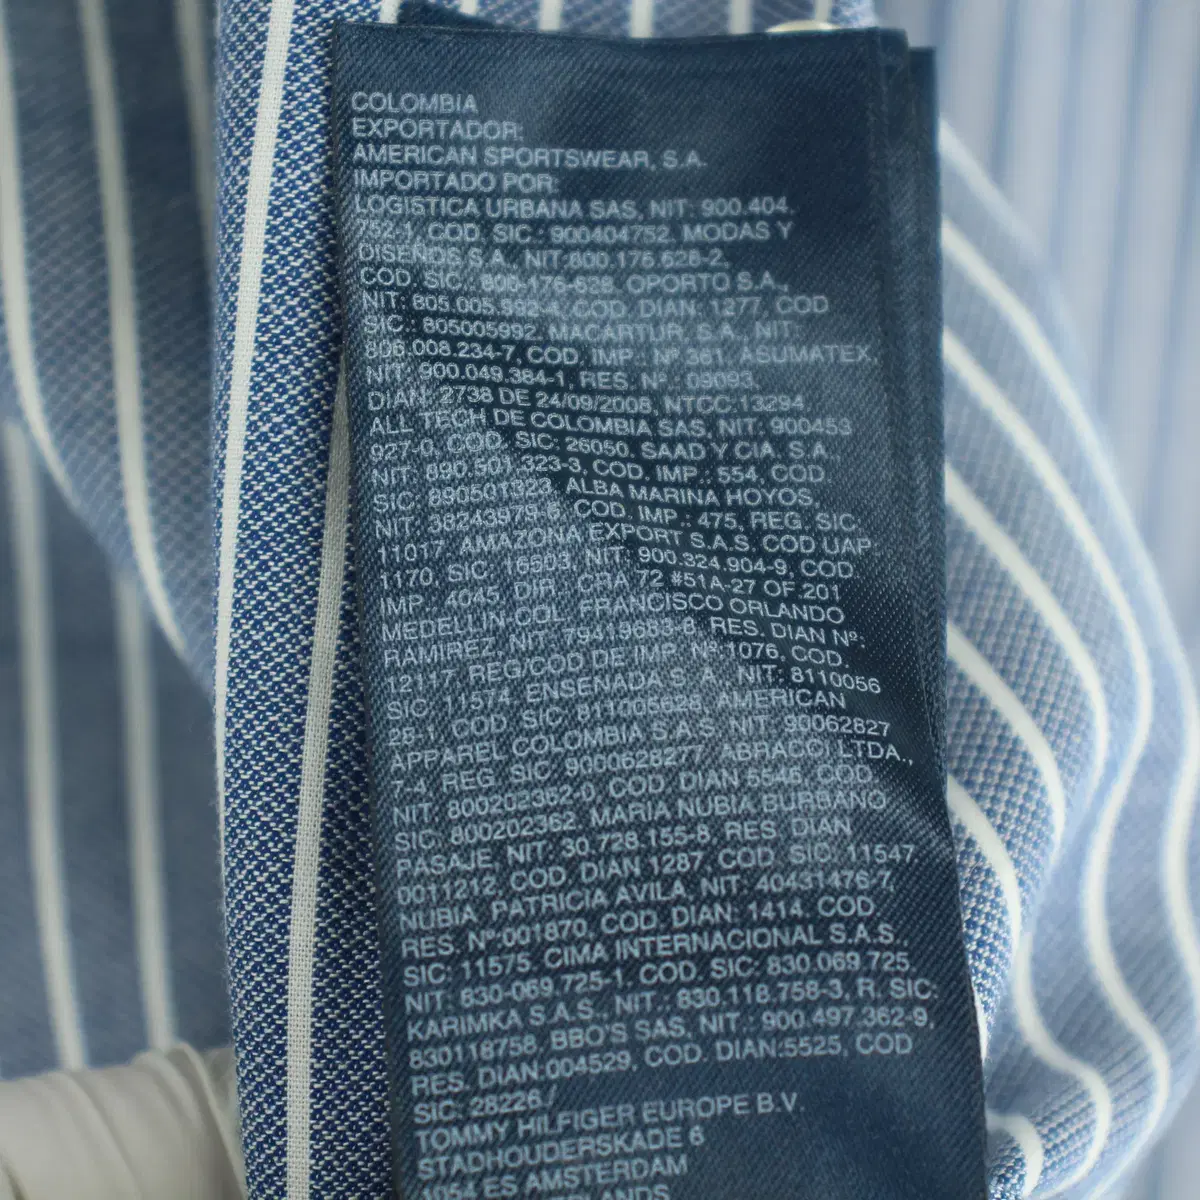 COLOMBIA
EXPORTADOR:
AMERICAN SPORTSWEAR, S.A.
IMPORTADO POR:
LOGISTICA URBANA SAS, NIT: 900.404.
752-1, COD. SIC.: 900404752. MODAS Y
DISEÑOS S.A., NIT:800.176.628-2.
COD. SIC.: 800-176-628. OPORTO S.A.,
NIT: 805.005.992-4, COD. DIAN: 1277, COD
SIC.: 805005992, MACARTUR, S.A., NIT:
806.008.234-7, COD. IMP.: Nº 361, ASUMATEX,
NIT: 900.049.384-1, RES. Nº.: 09093,
DIAN: 2738 DE 24/09/2008, NTCC:13294
ALL TECH DE COLOMBIA SAS, NIT: 900453
927-0, COD. SIC: 26050. SAAD Y CIA. S.A.
NIT: 890.501.323-3, COD. IMP.: 554, COD
SIC: 890501323, ALBA MARINA HOYOS,
NIT: 38243979-6, COD. IMP.: 475, REG. SIC.
11017. AMAZONA EXPORT S.A.S. COD UAP:
1170, SIC: 16503, NIT: 900.324.904-9, COD.
IMP.: 4045, DIR.: CRA 72 #51A-27 OF.201
MEDELLIN COL. FRANCISCO ORLANDO
RAMIREZ, NIT: 79419683-8, RES. DIAN Nº:
12117, REG/COD DE IMP. Nº:1076, COD.
SIC: 11574, ENSENADA S.A., NIT: 8110056
28-1, COD. SIC 811005628 AMERICAN
APPAREL COLOMBIA S.A.S. NIT: 90062827
7-4, REG. SIC 9000628277, ABRACCI LTDA.,
NIT: 800202362-0, COD. DIAN 5546, COD.
SIC: 800202362 MARIA NUBIA BURBANO
PASAJE, NIT: 30.728.155-8, RES. DIAN
0011212, COD. DIAN 1287, COD. SIC: 11547
NUBIA PATRICIA AVILA, NIT: 40431476-7,
RES. Nº:001870, COD. DIAN: 1414. COD.
SIC: 11575, CIMA INTERNACIONAL S.A.S.,
NIT: 830-069.725-1, COD. SIC: 830.069.725,
KARIMKA S.A.S., NIT.: 830.118.758-3, R. SIC:
830118758, BBO'S SAS, NIT.: 900.497.362-9,
RES. DIAN:004529, COD. DIAN:5525, COD
SIC: 28226 /
TOMMY HILFIGER EUROPE B.V.
STADHOUDERSKADE 6
1054 ES AMSTERDAM